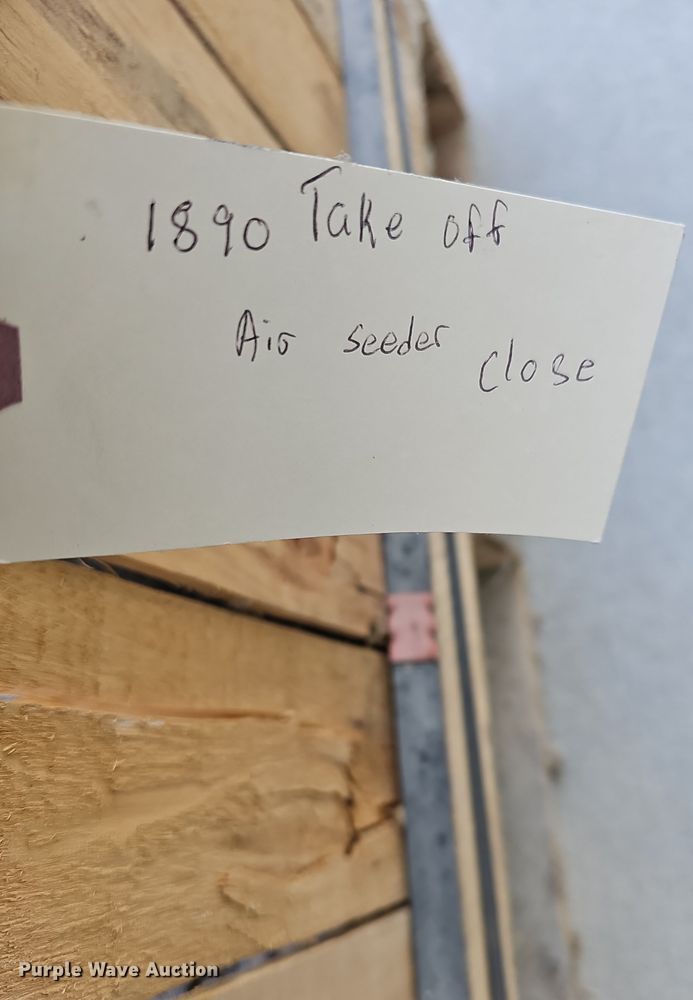 1890 Take off
Air seeder close
Purple Wave Auction